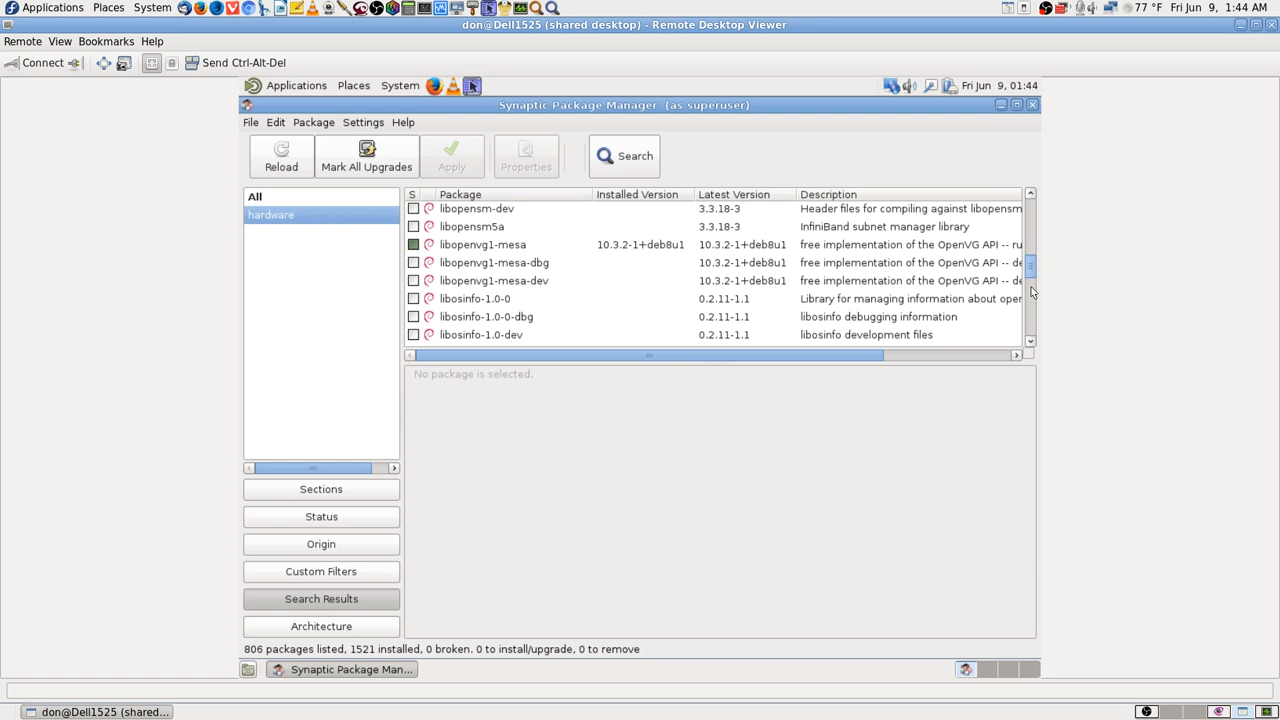 Applications Places System 77 °F Fri Jun 9, 1:44 AM
don@Dell1525 (shared desktop) - Remote Desktop Viewer
Remote View Bookmarks Help
Connect Send Ctrl-Alt-Del
Applications Places System Fri Jun 9, 01:44
Synaptic Package Manager (as superuser)
File Edit Package Settings Help
Reload Mark All Upgrades Apply Properties Search
All
hardware
S Package Installed Version Latest Version Description
libopensm-dev 3.3.18-3 Header files for compiling against libopensm
libopensm5a 3.3.18-3 InfiniBand subnet manager library
libopenvg1-mesa 10.3.2-1+deb8u1 10.3.2-1+deb8u1 free implementation of the OpenVG API -- ru
libopenvg1-mesa-dbg 10.3.2-1+deb8u1 free implementation of the OpenVG API -- de
libopenvg1-mesa-dev 10.3.2-1+deb8u1 free implementation of the OpenVG API -- de
libosinfo-1.0-0 0.2.11-1.1 Library for managing information about oper
libosinfo-1.0-0-dbg 0.2.11-1.1 libosinfo debugging information
libosinfo-1.0-dev 0.2.11-1.1 libosinfo development files
No package is selected.
Sections
Status
Origin
Custom Filters
Search Results
Architecture
806 packages listed, 1521 installed, 0 broken. 0 to install/upgrade, 0 to remove
Synaptic Package Man...
don@Dell1525 (shared...